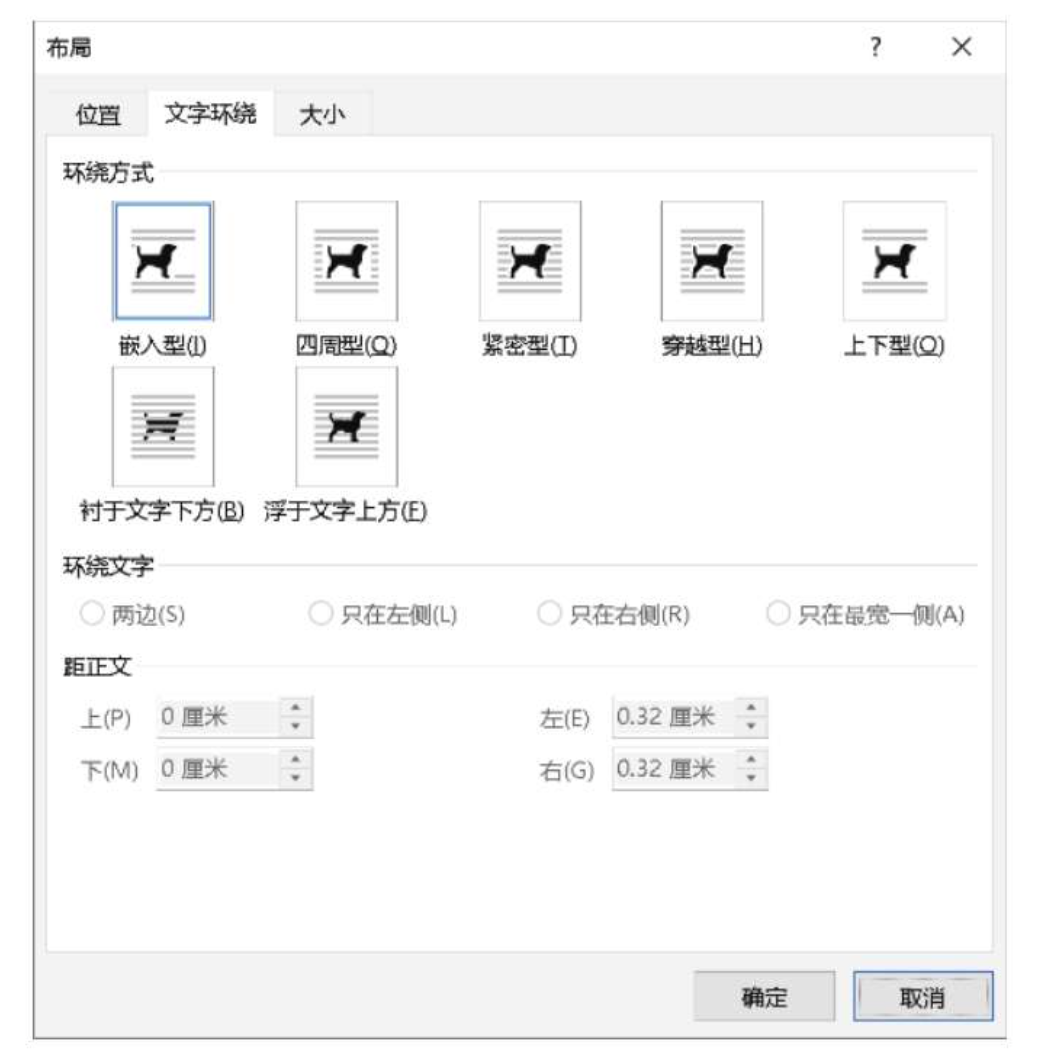 布局 ? ×
位置 文字环绕 大小
环绕方式
嵌入型(I) 四周型(Q) 紧密型(T) 穿越型(H) 上下型(O)
衬于文字下方(B) 浮于文字上方(F)
环绕文字
两边(S) 只在左侧(L) 只在右侧(R) 只在最宽一侧(A)
距正文
上(P) 0 厘米 左(E) 0.32 厘米
下(M) 0 厘米 右(G) 0.32 厘米
确定 取消